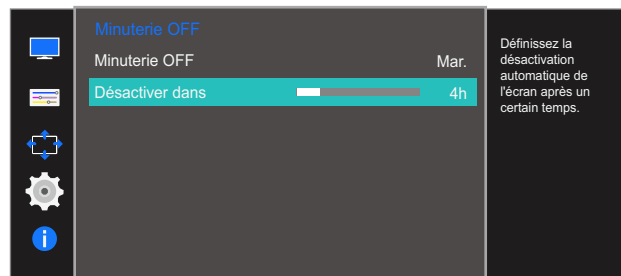 Minuterie OFF
Minuterie OFF Mar.
Désactiver dans 4h
Définissez la
désactivation
automatique de
l'écran après un
certain temps.